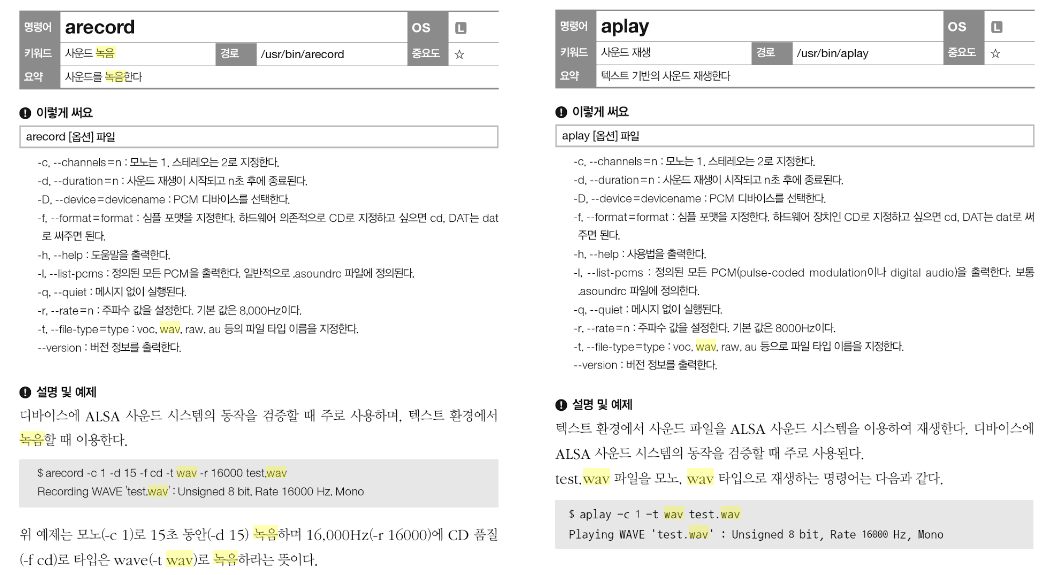 명령어 arecord OS L
키워드 사운드 녹음 경로 /usr/bin/arecord 중요도 ☆
요약 사운드를 녹음한다
이렇게 써요
arecord [옵션] 파일
-c, --channels=n : 모노는 1, 스테레오는 2로 지정한다.
-d, --duration=n : 사운드 재생이 시작되고 n초 후에 종료된다.
-D, --device=devicename : PCM 디바이스를 선택한다.
-f, --format=format : 심플 포맷을 지정한다. 하드웨어 의존적으로 CD로 지정하고 싶으면 cd, DAT는 dat
로 써주면 된다.
-h, --help : 도움말을 출력한다.
-l, --list-pcms : 정의된 모든 PCM을 출력한다. 일반적으로 .asoundrc 파일에 정의된다.
-q, --quiet : 메시지 없이 실행된다.
-r, --rate=n : 주파수 값을 설정한다. 기본 값은 8,000Hz이다.
-t, --file-type=type : voc, wav, raw, au 등의 파일 타입 이름을 지정한다.
--version : 버전 정보를 출력한다.
설명 및 예제
디바이스에 ALSA 사운드 시스템의 동작을 검증할 때 주로 사용하며, 텍스트 환경에서
녹음할 때 이용한다.
$ arecord -c 1 -d 15 -f cd -t wav -r 16000 test.wav
Recording WAVE 'test.wav' : Unsigned 8 bit, Rate 16000 Hz, Mono
위 예제는 모노(-c 1)로 15초 동안(-d 15) 녹음하며 16,000Hz(-r 16000)에 CD 품질
(-f cd)로 타입은 wave(-t wav)로 녹음하라는 뜻이다.
명령어 aplay OS L
키워드 사운드 재생 경로 /usr/bin/aplay 중요도 ☆
요약 텍스트 기반의 사운드 재생한다
이렇게 써요
aplay [옵션] 파일
-c, --channels=n : 모노는 1, 스테레오는 2로 지정한다.
-d, --duration=n : 사운드 재생이 시작되고 n초 후에 종료된다.
-D, --device=devicename : PCM 디바이스를 선택한다.
-f, --format=format : 심플 포맷을 지정한다. 하드웨어 장치인 CD로 지정하고 싶으면 cd, DAT는 dat로 써
주면 된다.
-h, --help : 사용법을 출력한다.
-l, --list-pcms : 정의된 모든 PCM(pulse-coded modulation이나 digital audio)을 출력한다. 보통
.asoundrc 파일에 정의한다.
-q, --quiet : 메시지 없이 실행된다.
-r, --rate=n : 주파수 값을 설정한다. 기본 값은 8000Hz이다.
-t, --file-type=type : voc, wav, raw, au 등으로 파일 타입 이름을 지정한다.
--version : 버전 정보를 출력한다.
설명 및 예제
텍스트 환경에서 사운드 파일을 ALSA 사운드 시스템을 이용하여 재생한다. 디바이스에
ALSA 사운드 시스템의 동작을 검증할 때 주로 사용된다.
test.wav 파일을 모노, wav 타입으로 재생하는 명령어는 다음과 같다.
$ aplay -c 1 -t wav test.wav
Playing WAVE 'test.wav' : Unsigned 8 bit, Rate 16000 Hz, Mono